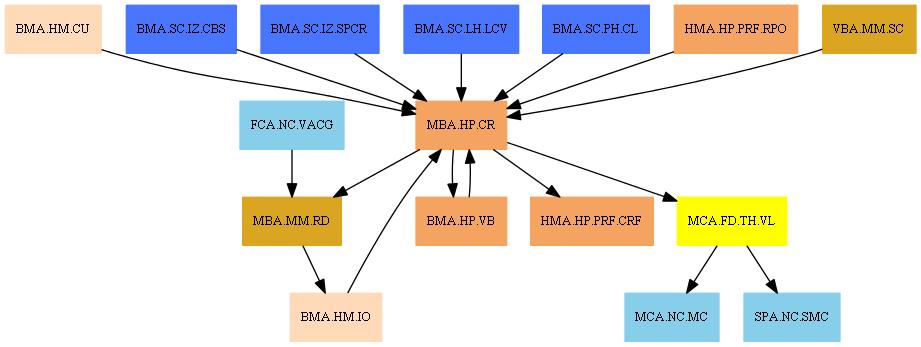 BMA.HM.CU
BMA.SC.IZ.CBS
BMA.SC.IZ.SPCR
BMA.SC.LH.LCV
BMA.SC.PH.CL
HMA.HP.PRF.RPO
VBA.MM.SC
FCA.NC.VACG
MBA.HP.CR
MBA.MM.RD
BMA.HP.VB
HMA.HP.PRF.CRF
MCA.FD.TH.VL
BMA.HM.IO
MCA.NC.MC
SPA.NC.SMC